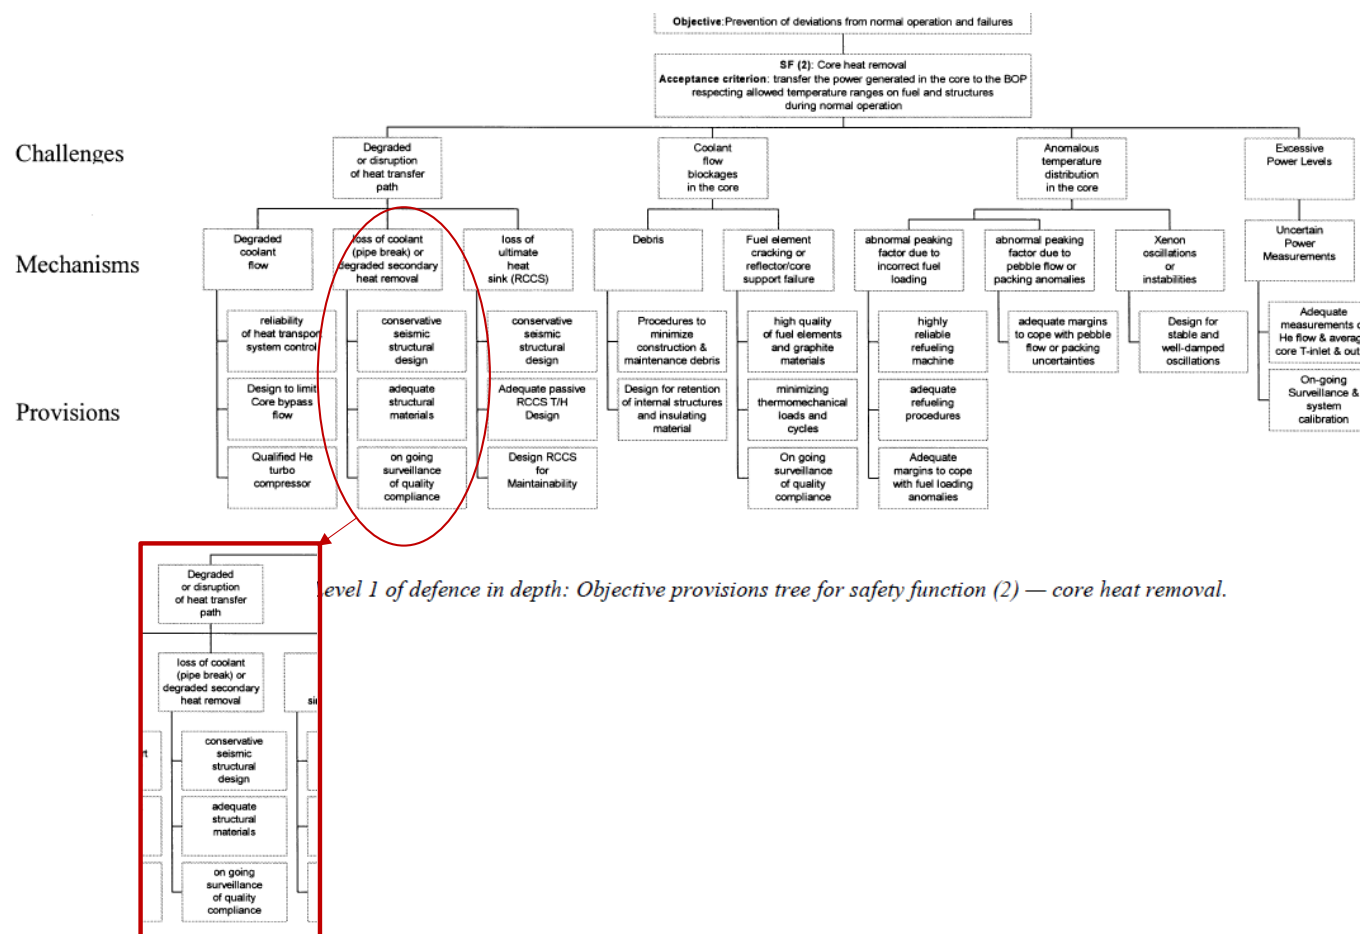 Objective:Prevention of deviations from normal operation and failures
SF (2): Core heat removal
Acceptance criterion: transfer the power generated in the core to the BOP
respecting allowed temperature ranges on fuel and structures
during normal operation
Challenges
Degraded
or disruption
of heat transfer
path
Coolant
flow
blockages
in the core
Anomalous
temperature
distribution
in the core
Excessive
Power Levels
Mechanisms
Degraded
coolant
flow
loss of coolant
(pipe break) or
degraded secondary
heat removal
loss of
ultimate
heat
sink (RCCS)
Debris
Fuel element
cracking or
reflector/core
support failure
abnormal peaking
factor due to
incorrect fuel
loading
abnormal peaking
factor due to
pebble flow or
packing anomalies
Xenon
oscillations
or
instabilities
Uncertain
Power
Measurements
Provisions
reliability
of heat transport
system control
Design to limit
Core bypass
flow
Qualified He
turbo
compressor
conservative
seismic
structural
design
adequate
structural
materials
on going
surveillance
of quality
compliance
conservative
seismic
structural
design
Adequate passive
RCCS T/H
Design
Design RCCS
for
Maintainability
Procedures to
minimize
construction &
maintenance debris
Design for retention
of internal structures
and insulating
material
high quality
of fuel elements
and graphite
materials
minimizing
thermomechanical
loads and
cycles
On going
surveillance
of quality
compliance
highly
reliable
refueling
machine
adequate
refueling
procedures
Adequate
margins to cope
with fuel loading
anomalies
adequate margins
to cope with pebble
flow or packing
uncertainties
Design for
stable and
well-damped
oscillations
Adequate
measurements
He flow & averag
core T-inlet & out
On-going
Surveillance &
system
calibration
Level 1 of defence in depth: Objective provisions tree for safety function (2) — core heat removal.
Degraded
or disruption
of heat transfer
path
loss of coolant
(pipe break) or
degraded secondary
heat removal
conservative
seismic
structural
design
adequate
structural
materials
on going
surveillance
of quality
compliance